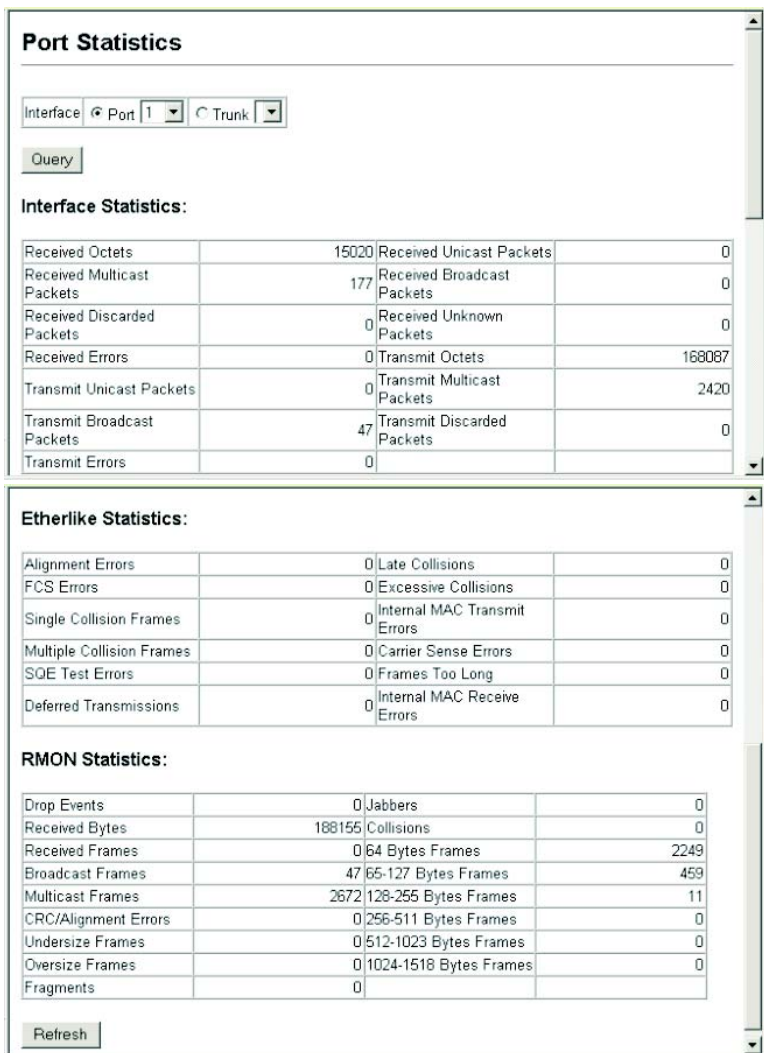 Port Statistics
Interface Port 1 Trunk
Query
Interface Statistics:
Received Octets 15020 Received Unicast Packets 0
Received Multicast Packets 177 Received Broadcast Packets 0
Received Discarded Packets 0 Received Unknown Packets 0
Received Errors 0 Transmit Octets 168087
Transmit Unicast Packets 0 Transmit Multicast Packets 2420
Transmit Broadcast Packets 47 Transmit Discarded Packets 0
Transmit Errors 0
Etherlike Statistics:
Alignment Errors 0 Late Collisions 0
FCS Errors 0 Excessive Collisions 0
Single Collision Frames 0 Internal MAC Transmit Errors 0
Multiple Collision Frames 0 Carrier Sense Errors 0
SQE Test Errors 0 Frames Too Long 0
Deferred Transmissions 0 Internal MAC Receive Errors 0
RMON Statistics:
Drop Events 0 Jabbers 0
Received Bytes 188155 Collisions 0
Received Frames 0 64 Bytes Frames 2249
Broadcast Frames 47 65-127 Bytes Frames 459
Multicast Frames 2672 128-255 Bytes Frames 11
CRC/Alignment Errors 0 256-511 Bytes Frames 0
Undersize Frames 0 512-1023 Bytes Frames 0
Oversize Frames 0 1024-1518 Bytes Frames 0
Fragments 0
Refresh